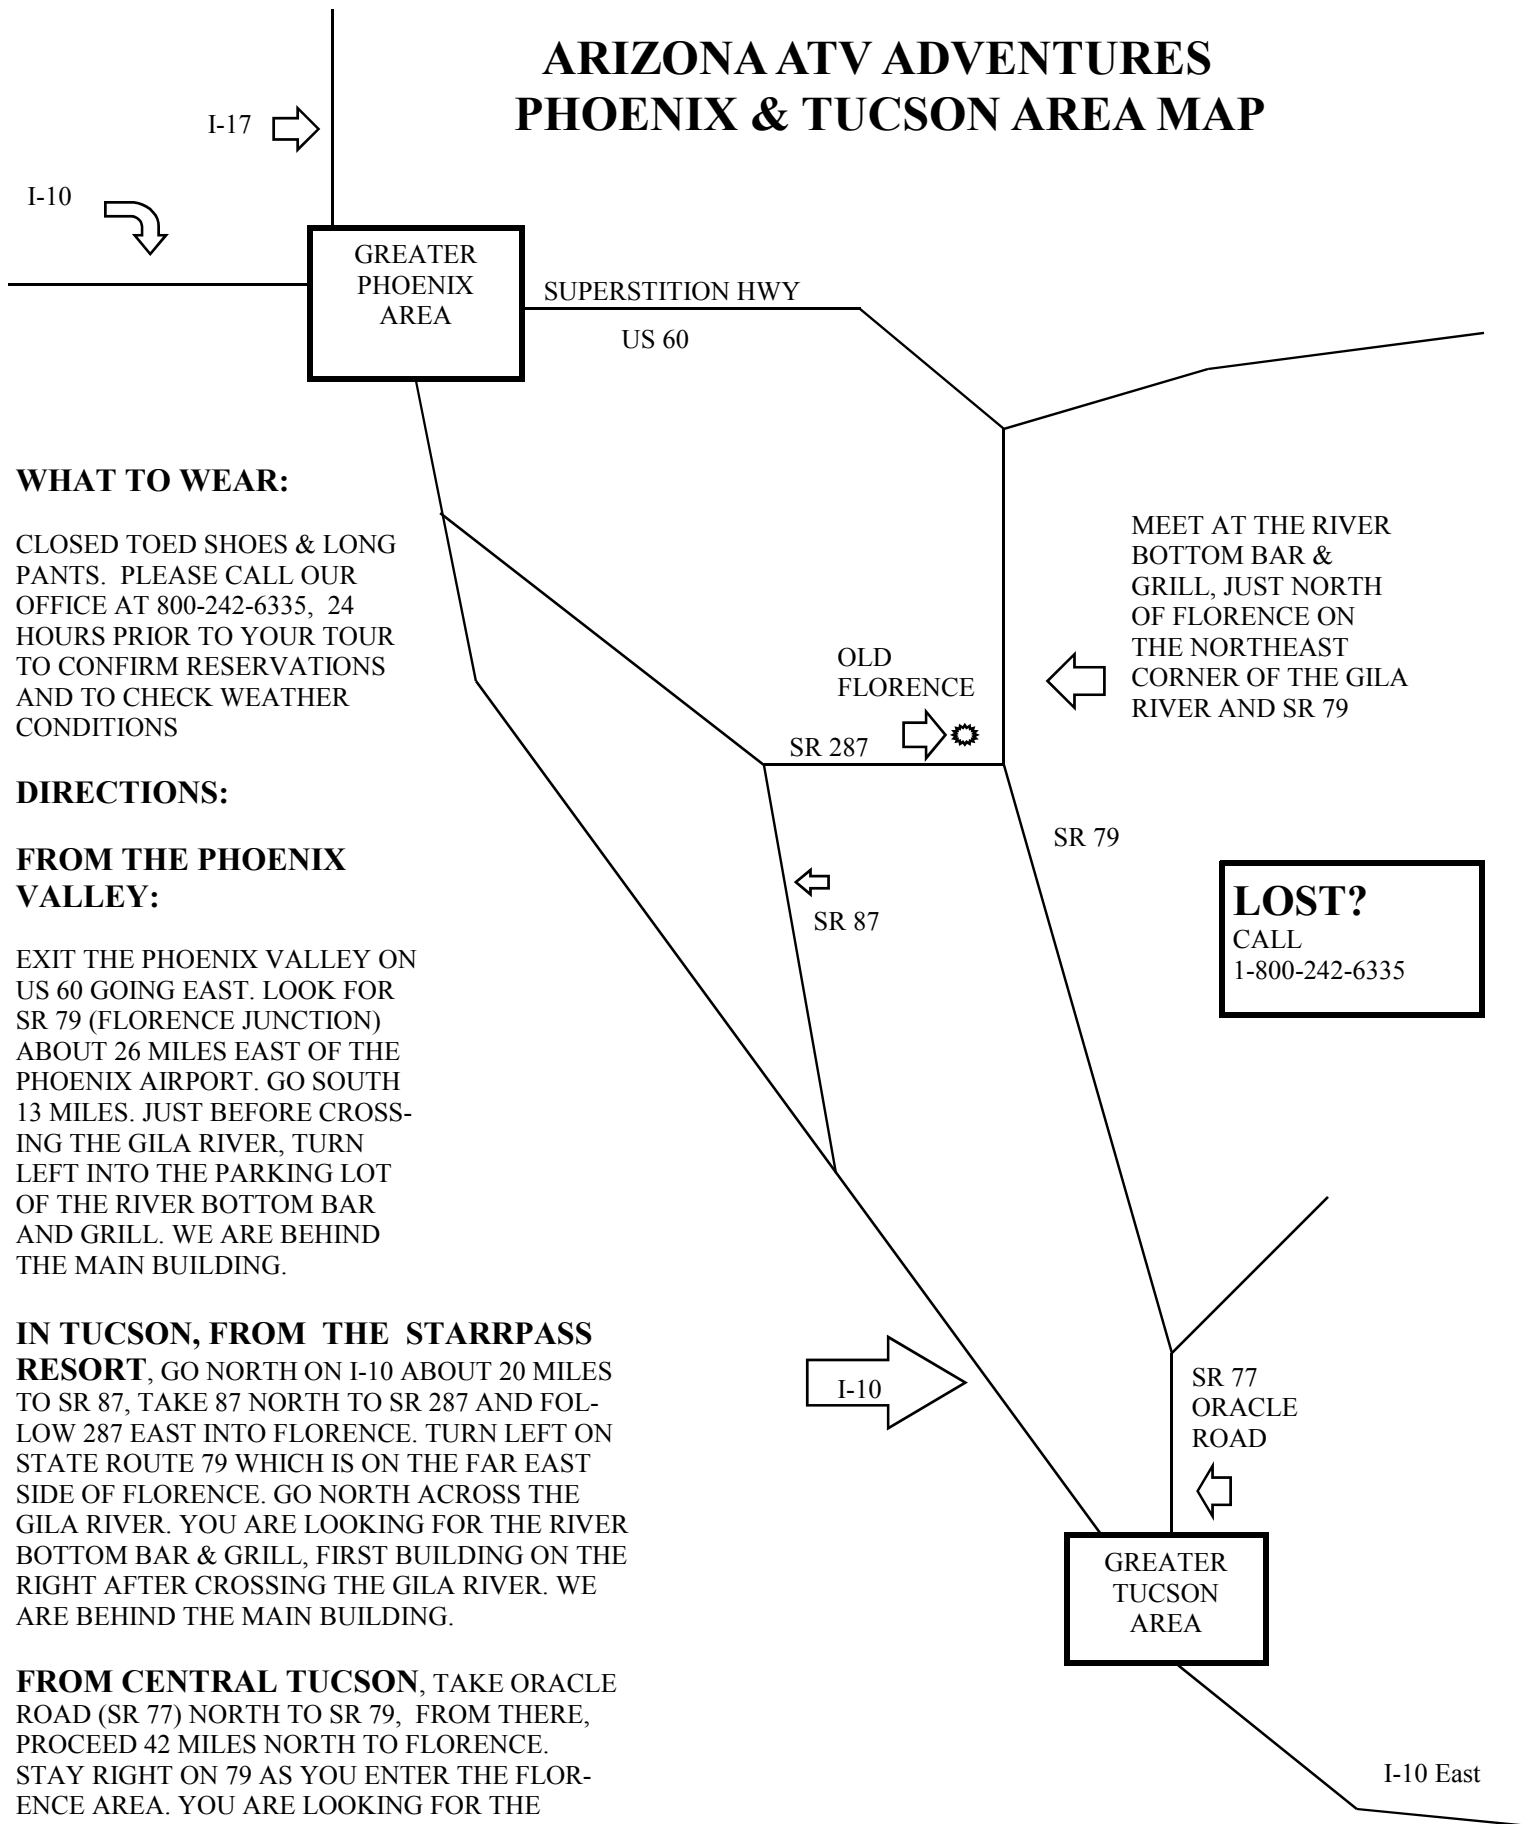 ARIZONA ATV ADVENTURES
PHOENIX & TUCSON AREA MAP
I-17
I-10
GREATER
PHOENIX
AREA
SUPERSTITION HWY
US 60
WHAT TO WEAR:
CLOSED TOED SHOES & LONG
PANTS.  PLEASE CALL OUR
OFFICE AT 800-242-6335,  24
HOURS PRIOR TO YOUR TOUR
TO CONFIRM RESERVATIONS
AND TO CHECK WEATHER
CONDITIONS
MEET AT THE RIVER
BOTTOM BAR &
GRILL, JUST NORTH
OF FLORENCE ON
THE NORTHEAST
CORNER OF THE GILA
RIVER AND SR 79
OLD
FLORENCE
SR 287
SR 79
SR 87
LOST?
CALL
1-800-242-6335
DIRECTIONS:
FROM THE PHOENIX
VALLEY:
EXIT THE PHOENIX VALLEY ON
US 60 GOING EAST. LOOK FOR
SR 79 (FLORENCE JUNCTION)
ABOUT 26 MILES EAST OF THE
PHOENIX AIRPORT. GO SOUTH
13 MILES. JUST BEFORE CROSS-
ING THE GILA RIVER, TURN
LEFT INTO THE PARKING LOT
OF THE RIVER BOTTOM BAR
AND GRILL. WE ARE BEHIND
THE MAIN BUILDING.
IN TUCSON, FROM  THE  STARRPASS
RESORT, GO NORTH ON I-10 ABOUT 20 MILES
TO SR 87, TAKE 87 NORTH TO SR 287 AND FOL-
LOW 287 EAST INTO FLORENCE. TURN LEFT ON
STATE ROUTE 79 WHICH IS ON THE FAR EAST
SIDE OF FLORENCE. GO NORTH ACROSS THE
GILA RIVER. YOU ARE LOOKING FOR THE RIVER
BOTTOM BAR & GRILL, FIRST BUILDING ON THE
RIGHT AFTER CROSSING THE GILA RIVER. WE
ARE BEHIND THE MAIN BUILDING.
FROM CENTRAL TUCSON, TAKE ORACLE
ROAD (SR 77) NORTH TO SR 79,  FROM THERE,
PROCEED 42 MILES NORTH TO FLORENCE.
STAY RIGHT ON 79 AS YOU ENTER THE FLOR-
ENCE AREA. YOU ARE LOOKING FOR THE
I-10
SR 77
ORACLE
ROAD
GREATER
TUCSON
AREA
I-10 East